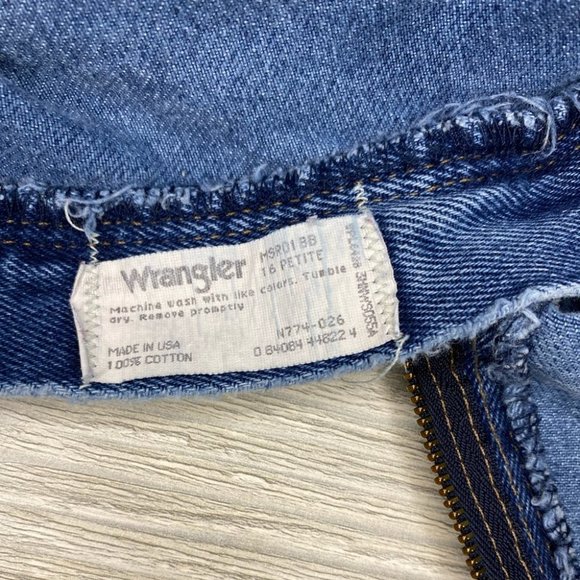 Wrangler
MSR01BB
16 PETITE
Machine wash with like colors. Tumble
dry. Remove promptly
N774-026
MADE IN USA
100% COTTON
0 84084 44822 4